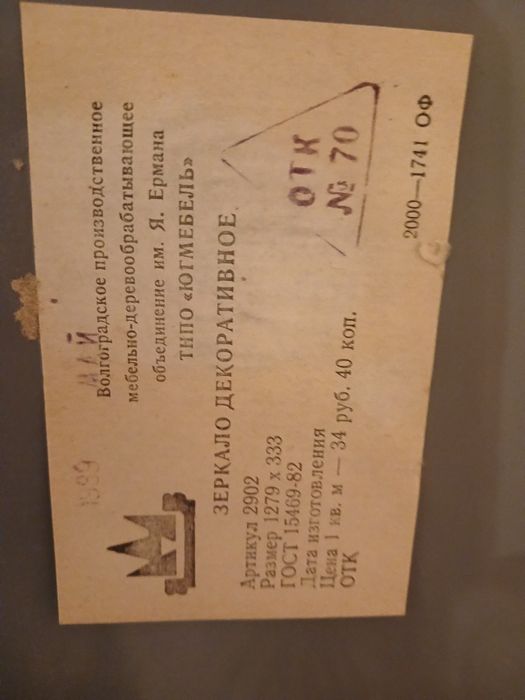 1989 МАЙ
Волгоградское производственное
мебельно-деревообрабатывающее
объединение им. Я. Ермана
ТНПО «ЮГМЕБЕЛЬ»
ЗЕРКАЛО ДЕКОРАТИВНОЕ
Артикул 2902
Размер 1279 х 333
ГОСТ 15469-82
Дата изготовления
Цена 1 кв. м — 34 руб. 40 коп.
ОТК
ОТК
№ 70
2000—1741 ОФ